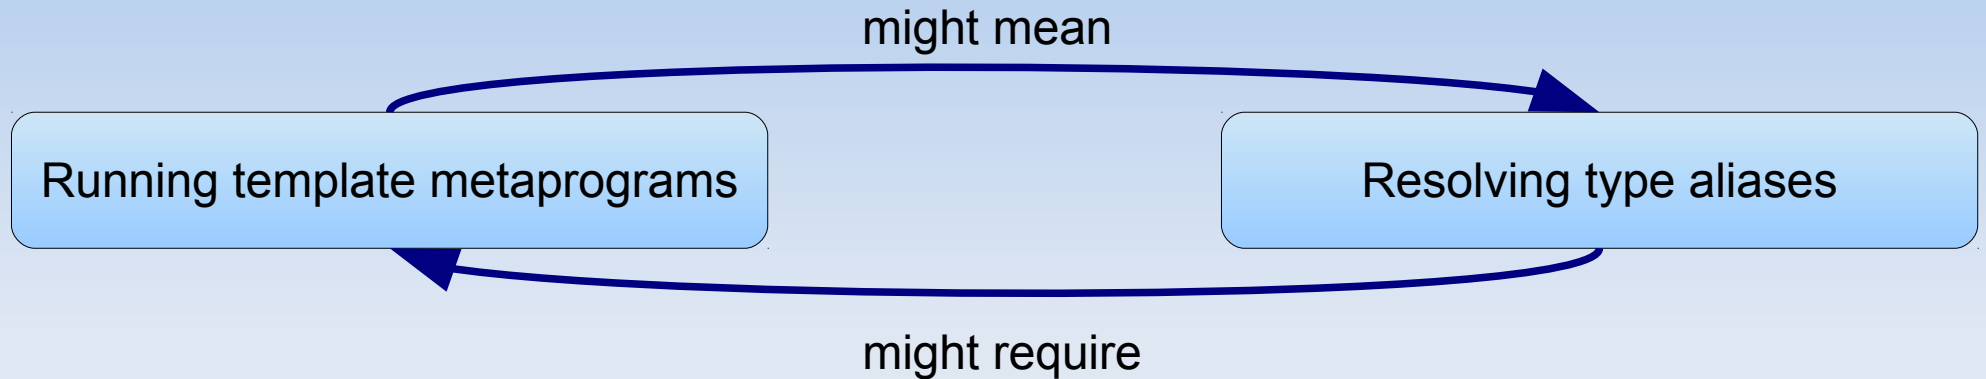 might mean
Running template metaprograms
Resolving type aliases
might require